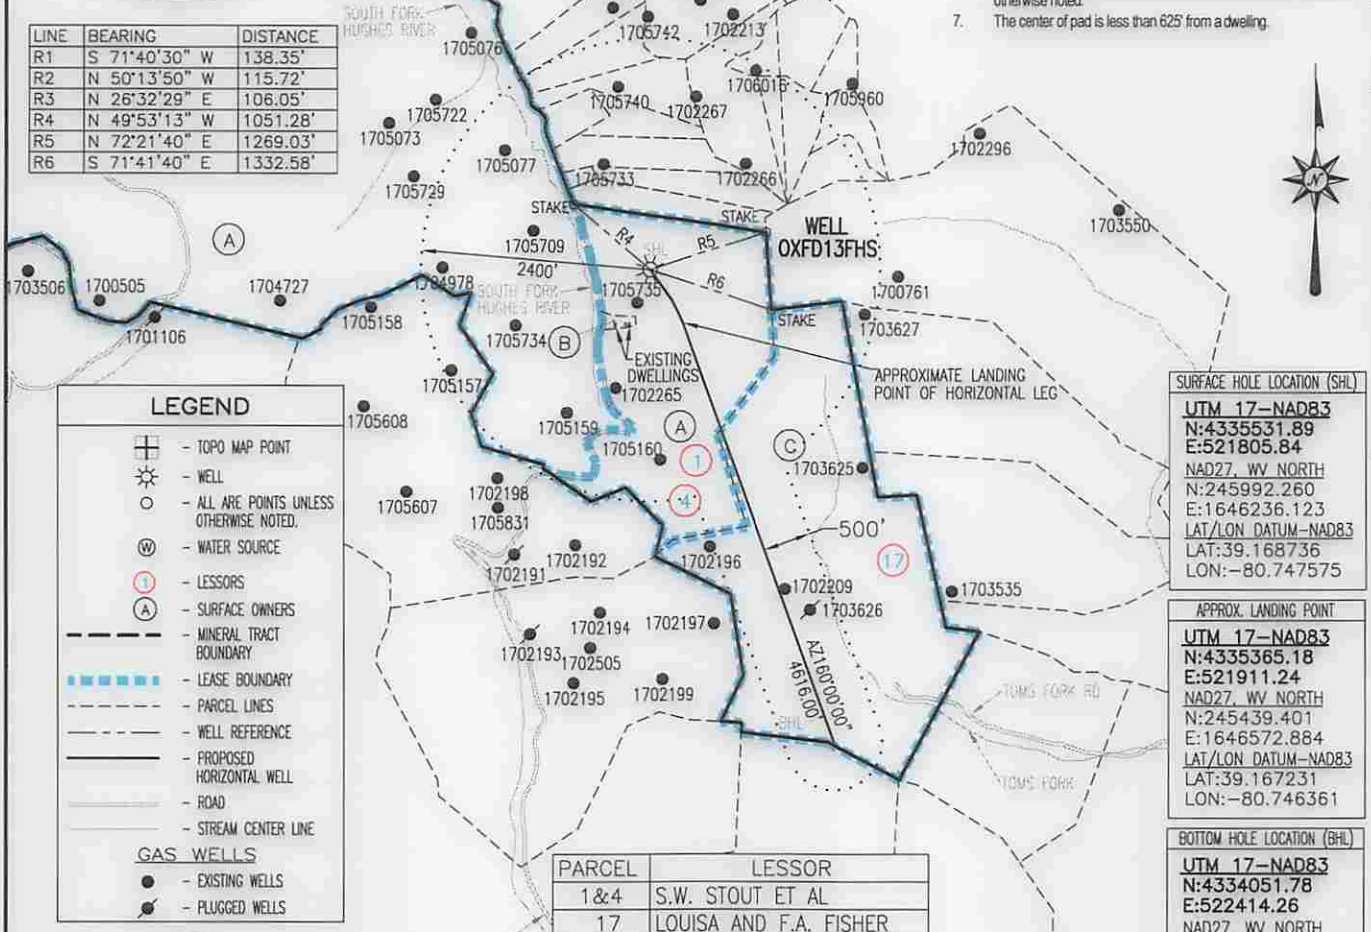 otherwise noted.
7. The center of pad is less than 625' from a dwelling.
LINE BEARING DISTANCE
R1 S 71°40'30" W 138.35'
R2 N 50°13'50" W 115.72'
R3 N 26°32'29" E 106.05'
R4 N 49°53'13" W 1051.28'
R5 N 72°21'40" E 1269.03'
R6 S 71°41'40" E 1332.58'
SOUTH FORK
HUGHES RIVER
1705076
1705742
1702213
1705740
1702267
1706016
1705960
1705722
1705073
1705077
1705729
1705733
1702266
1702296
1703550
STAKE
STAKE
WELL
OXFD13FHS
A
1705709
2400'
R4
SHL
R5
R6
1703506
1700505
1704727
1701106
1705158
1704978
SOUTH FORK
HUGHES RIVER
1705735
1700761
STAKE
1703627
1705734
B
EXISTING
DWELLINGS
APPROXIMATE LANDING
POINT OF HORIZONTAL LEG
1705157
1702265
1705608
1705159
A
1705160
1
C
1703625
4
1705607
1702198
1705831
500'
1702191
1702192
1702196
17
1702209
1703626
1703535
1702194
1702197
1702193
1702505
1702195
1702199
AZ160°00'00"
4616.00'
BHL
TOMS FORK RD
TOMS FORK
N
LEGEND
- TOPO MAP POINT
- WELL
- ALL ARE POINTS UNLESS
OTHERWISE NOTED.
W - WATER SOURCE
1 - LESSORS
A - SURFACE OWNERS
- MINERAL TRACT
BOUNDARY
- LEASE BOUNDARY
- PARCEL LINES
- WELL REFERENCE
- PROPOSED
HORIZONTAL WELL
- ROAD
- STREAM CENTER LINE
GAS WELLS
- EXISTING WELLS
- PLUGGED WELLS
PARCEL LESSOR
1&4 S.W. STOUT ET AL
17 LOUISA AND F.A. FISHER
SURFACE HOLE LOCATION (SHL)
UTM 17-NAD83
N:4335531.89
E:521805.84
NAD27, WV NORTH
N:245992.260
E:1646236.123
LAT/LON DATUM-NAD83
LAT:39.168736
LON:-80.747575
APPROX. LANDING POINT
UTM 17-NAD83
N:4335365.18
E:521911.24
NAD27, WV NORTH
N:245439.401
E:1646572.884
LAT/LON DATUM-NAD83
LAT:39.167231
LON:-80.746361
BOTTOM HOLE LOCATION (BHL)
UTM 17-NAD83
N:4334051.78
E:522414.26
NAD27, WV NORTH